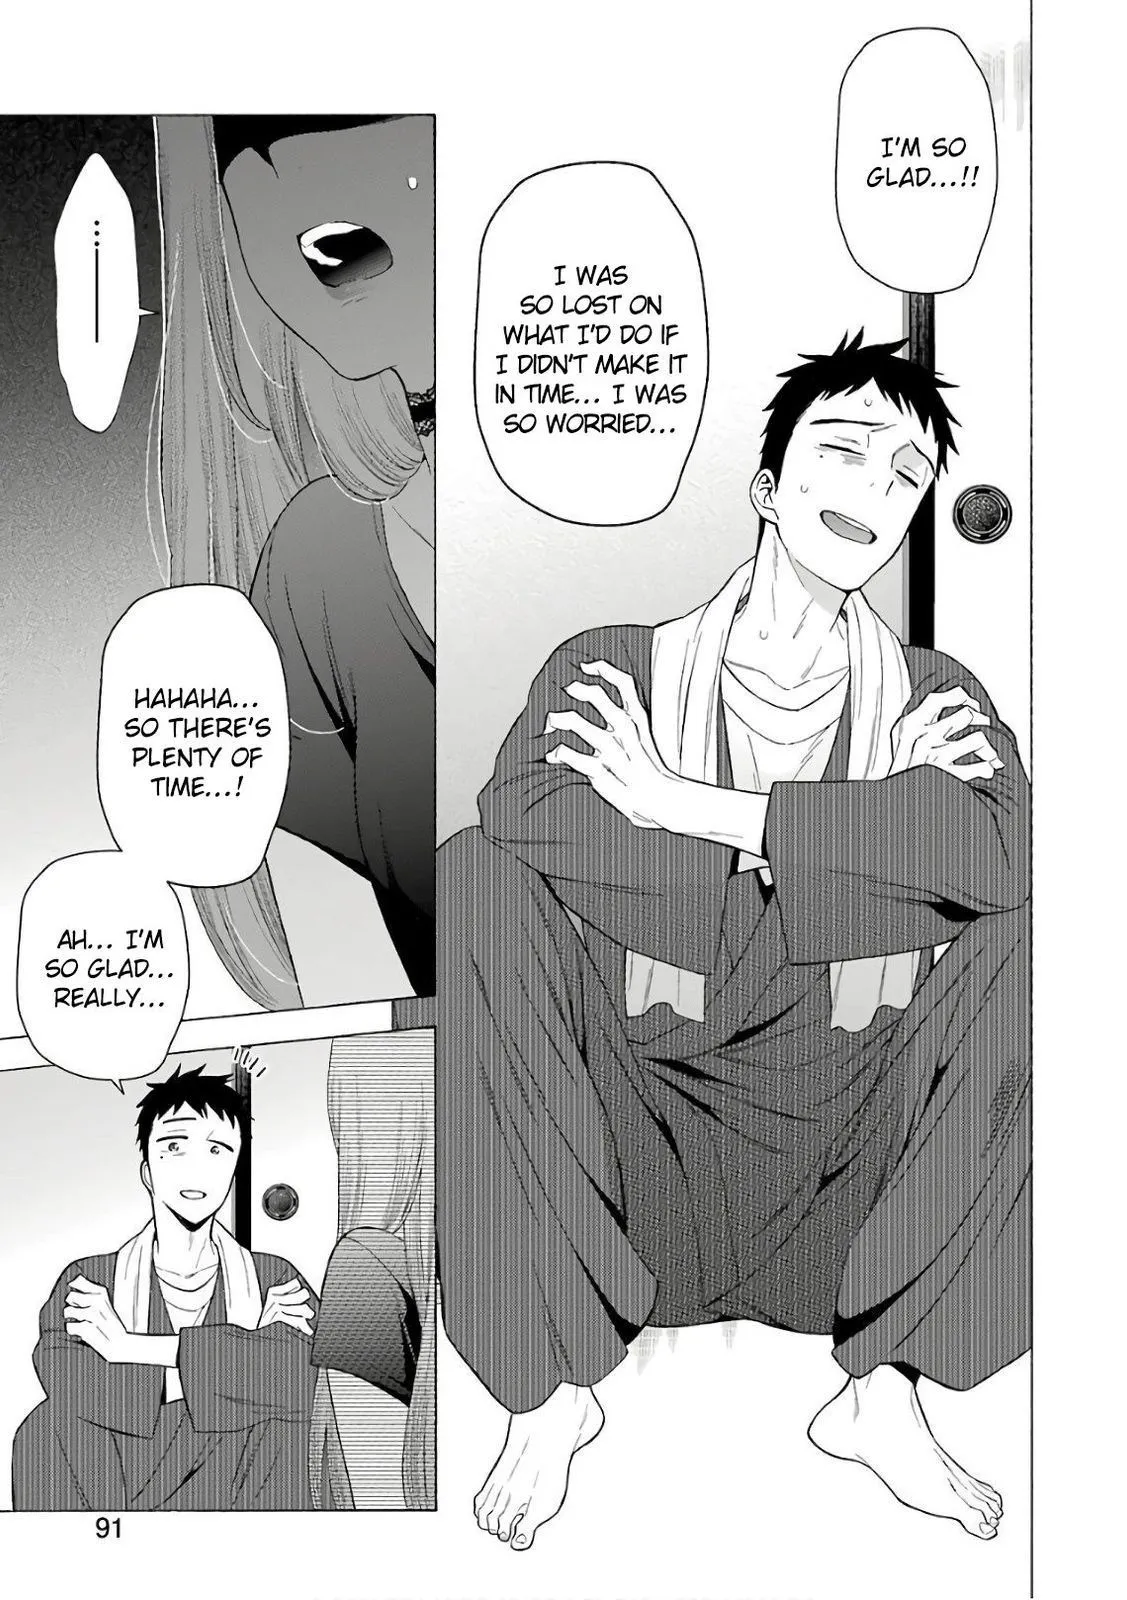 I'M SO
GLAD...!!
I WAS
SO LOST ON
WHAT I'D DO IF
I DIDN'T MAKE IT
IN TIME... I WAS
SO WORRIED...
...—
HAHAHA...
SO THERE'S
PLENTY OF
TIME...!
AH... I'M
SO GLAD...
REALLY...
91